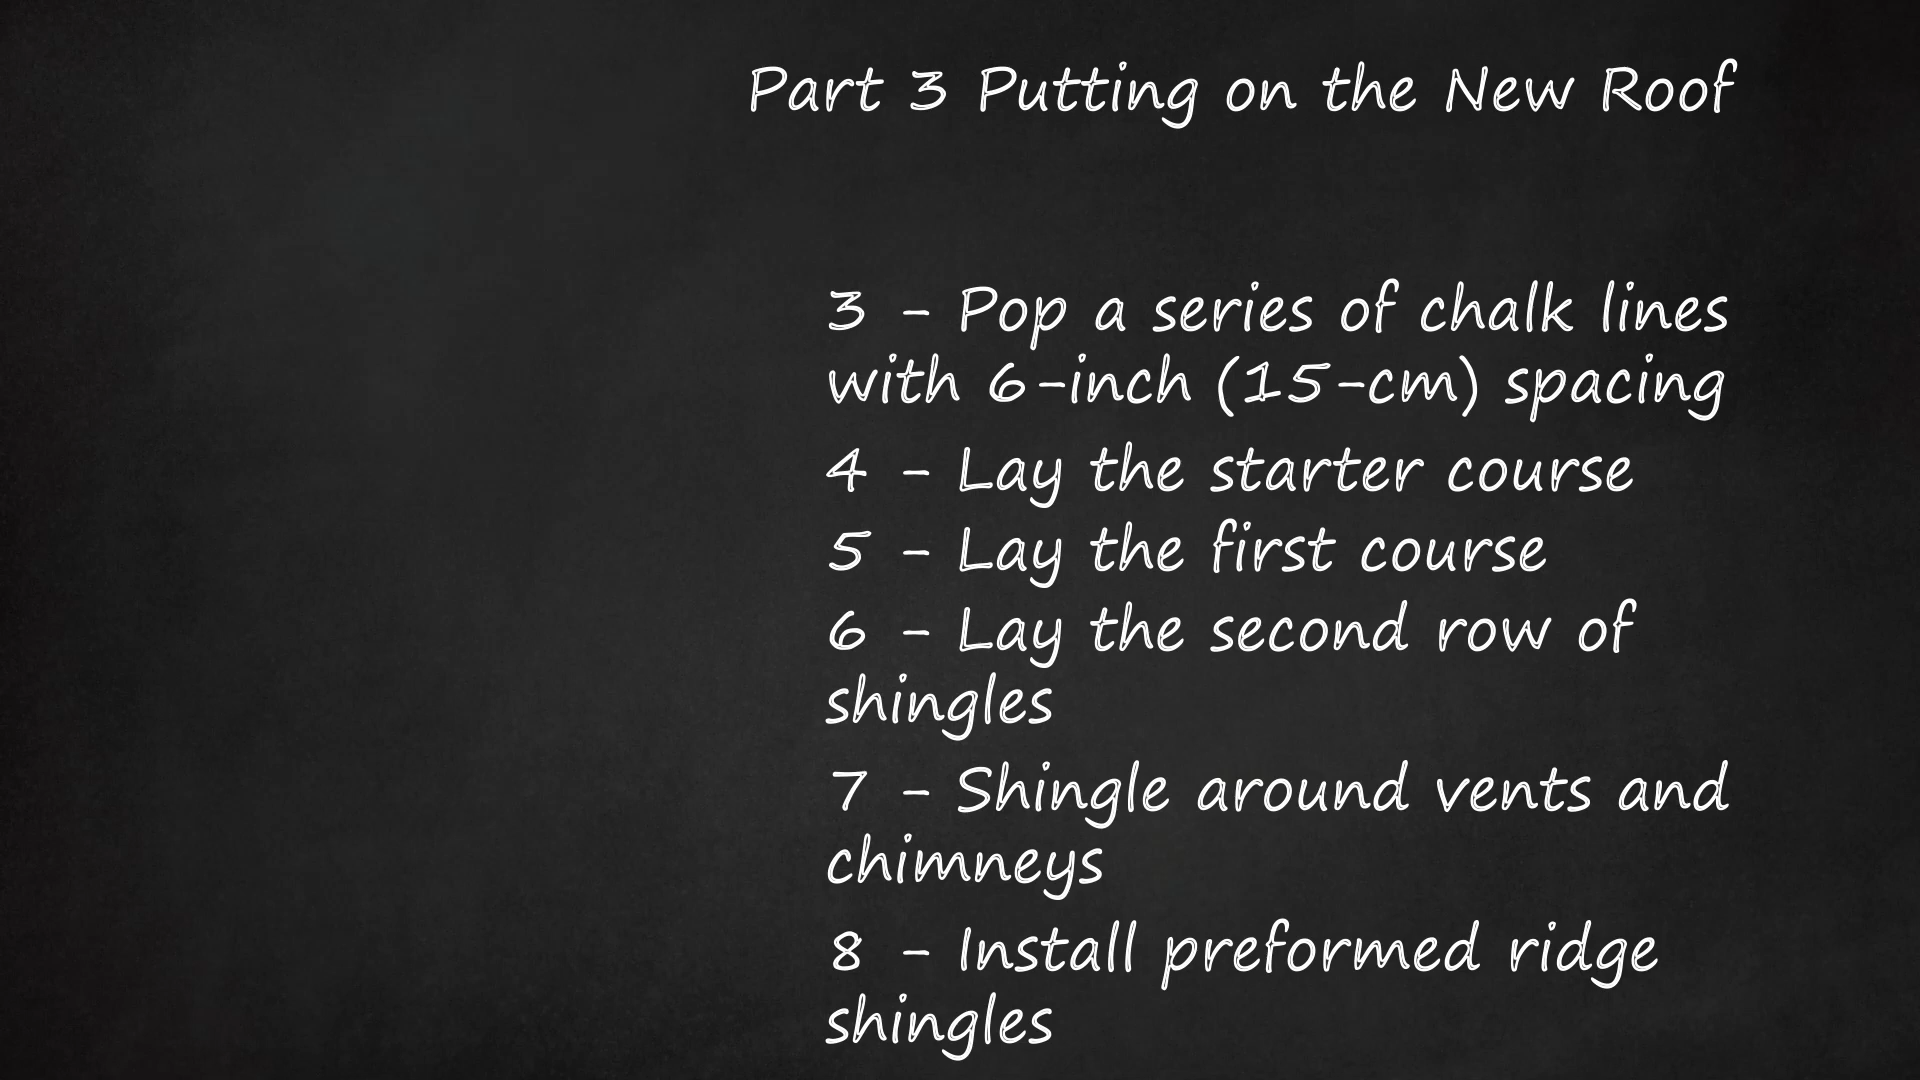 Part 3 Putting on the New Roof
3 - Pop a series of chalk lines
with 6-inch (15-cm) spacing
4 - Lay the starter course
5 - Lay the first course
6 - Lay the second row of
shingles
7 - Shingle around vents and
chimneys
8 - Install preformed ridge
shingles